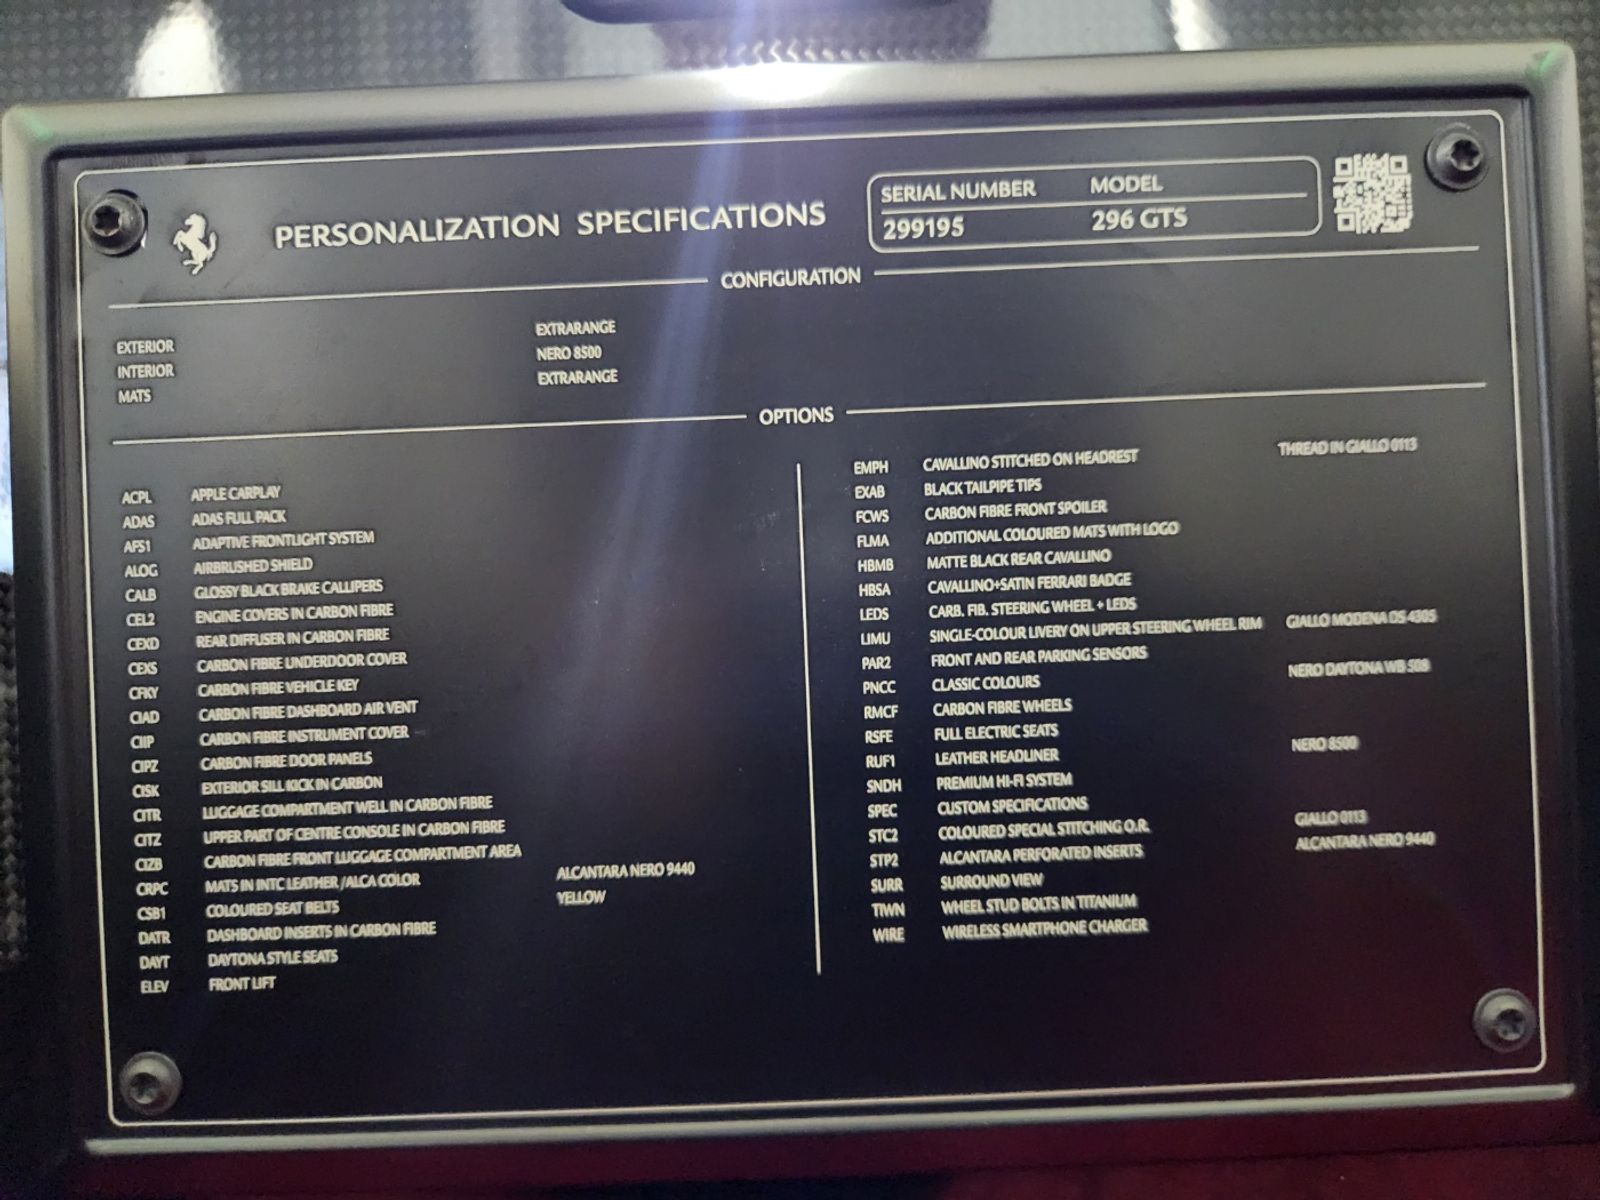 PERSONALIZATION SPECIFICATIONS
SERIAL NUMBER MODEL
299195 296 GTS
CONFIGURATION
EXTERIOR EXTRARANGE
INTERIOR NERO 8500
MATS EXTRARANGE
OPTIONS
ACPL APPLE CARPLAY
ADAS ADAS FULL PACK
AFS1 ADAPTIVE FRONTLIGHT SYSTEM
ALOG AIRBRUSHED SHIELD
CALB GLOSSY BLACK BRAKE CALLIPERS
CEL2 ENGINE COVERS IN CARBON FIBRE
CEXD REAR DIFFUSER IN CARBON FIBRE
CEXS CARBON FIBRE UNDERDOOR COVER
CFKY CARBON FIBRE VEHICLE KEY
CIAD CARBON FIBRE DASHBOARD AIR VENT
CIIP CARBON FIBRE INSTRUMENT COVER
CIPZ CARBON FIBRE DOOR PANELS
CISK EXTERIOR SILL KICK IN CARBON
CITR LUGGAGE COMPARTMENT WELL IN CARBON FIBRE
CITZ UPPER PART OF CENTRE CONSOLE IN CARBON FIBRE
CIZB CARBON FIBRE FRONT LUGGAGE COMPARTMENT AREA
CRPC MATS IN INTC LEATHER /ALCA COLOR ALCANTARA NERO 9440
CSB1 COLOURED SEAT BELTS YELLOW
DATR DASHBOARD INSERTS IN CARBON FIBRE
DAYT DAYTONA STYLE SEATS
ELEV FRONT LIFT
EMPH CAVALLINO STITCHED ON HEADREST THREAD IN GIALLO 0113
EXAB BLACK TAILPIPE TIPS
FCWS CARBON FIBRE FRONT SPOILER
FLMA ADDITIONAL COLOURED MATS WITH LOGO
HBMB MATTE BLACK REAR CAVALLINO
HBSA CAVALLINO+SATIN FERRARI BADGE
LEDS CARB. FIB. STEERING WHEEL + LEDS
LIMU SINGLE-COLOUR LIVERY ON UPPER STEERING WHEEL RIM GIALLO MODENA DS 4305
PAR2 FRONT AND REAR PARKING SENSORS
PNCC CLASSIC COLOURS NERO DAYTONA WB 508
RMCF CARBON FIBRE WHEELS
RSFE FULL ELECTRIC SEATS
RUF1 LEATHER HEADLINER NERO 8500
SNDH PREMIUM HI-FI SYSTEM
SPEC CUSTOM SPECIFICATIONS
STC2 COLOURED SPECIAL STITCHING O.R. GIALLO 0113
STP2 ALCANTARA PERFORATED INSERTS ALCANTARA NERO 9440
SURR SURROUND VIEW
TIWN WHEEL STUD BOLTS IN TITANIUM
WIRE WIRELESS SMARTPHONE CHARGER